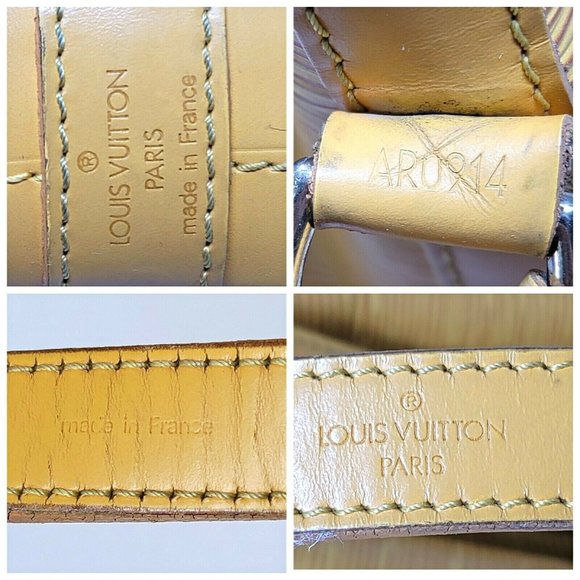 ®
LOUIS VUITTON
PARIS
made in France
AR0914
made in France
®
LOUIS VUITTON
PARIS